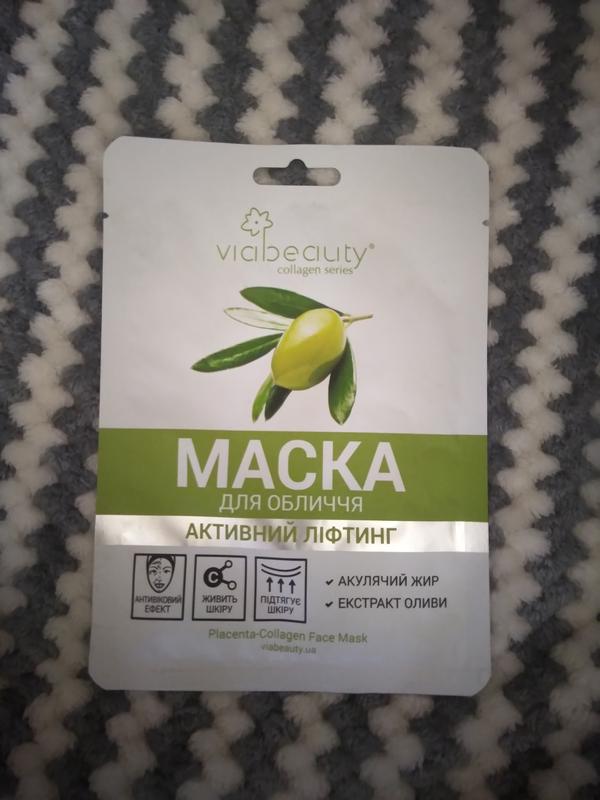 viabeauty®
collagen series
МАСКА
ДЛЯ ОБЛИЧЧЯ
АКТИВНИЙ ЛІФТИНГ
АНТИВІКОВИЙ
ЕФЕКТ
C
ЖИВИТЬ
ШКІРУ
ПІДТЯГУЄ
ШКІРУ
✓ АКУЛЯЧИЙ ЖИР
✓ ЕКСТРАКТ ОЛИВИ
Placenta-Collagen Face Mask
viabeauty.ua